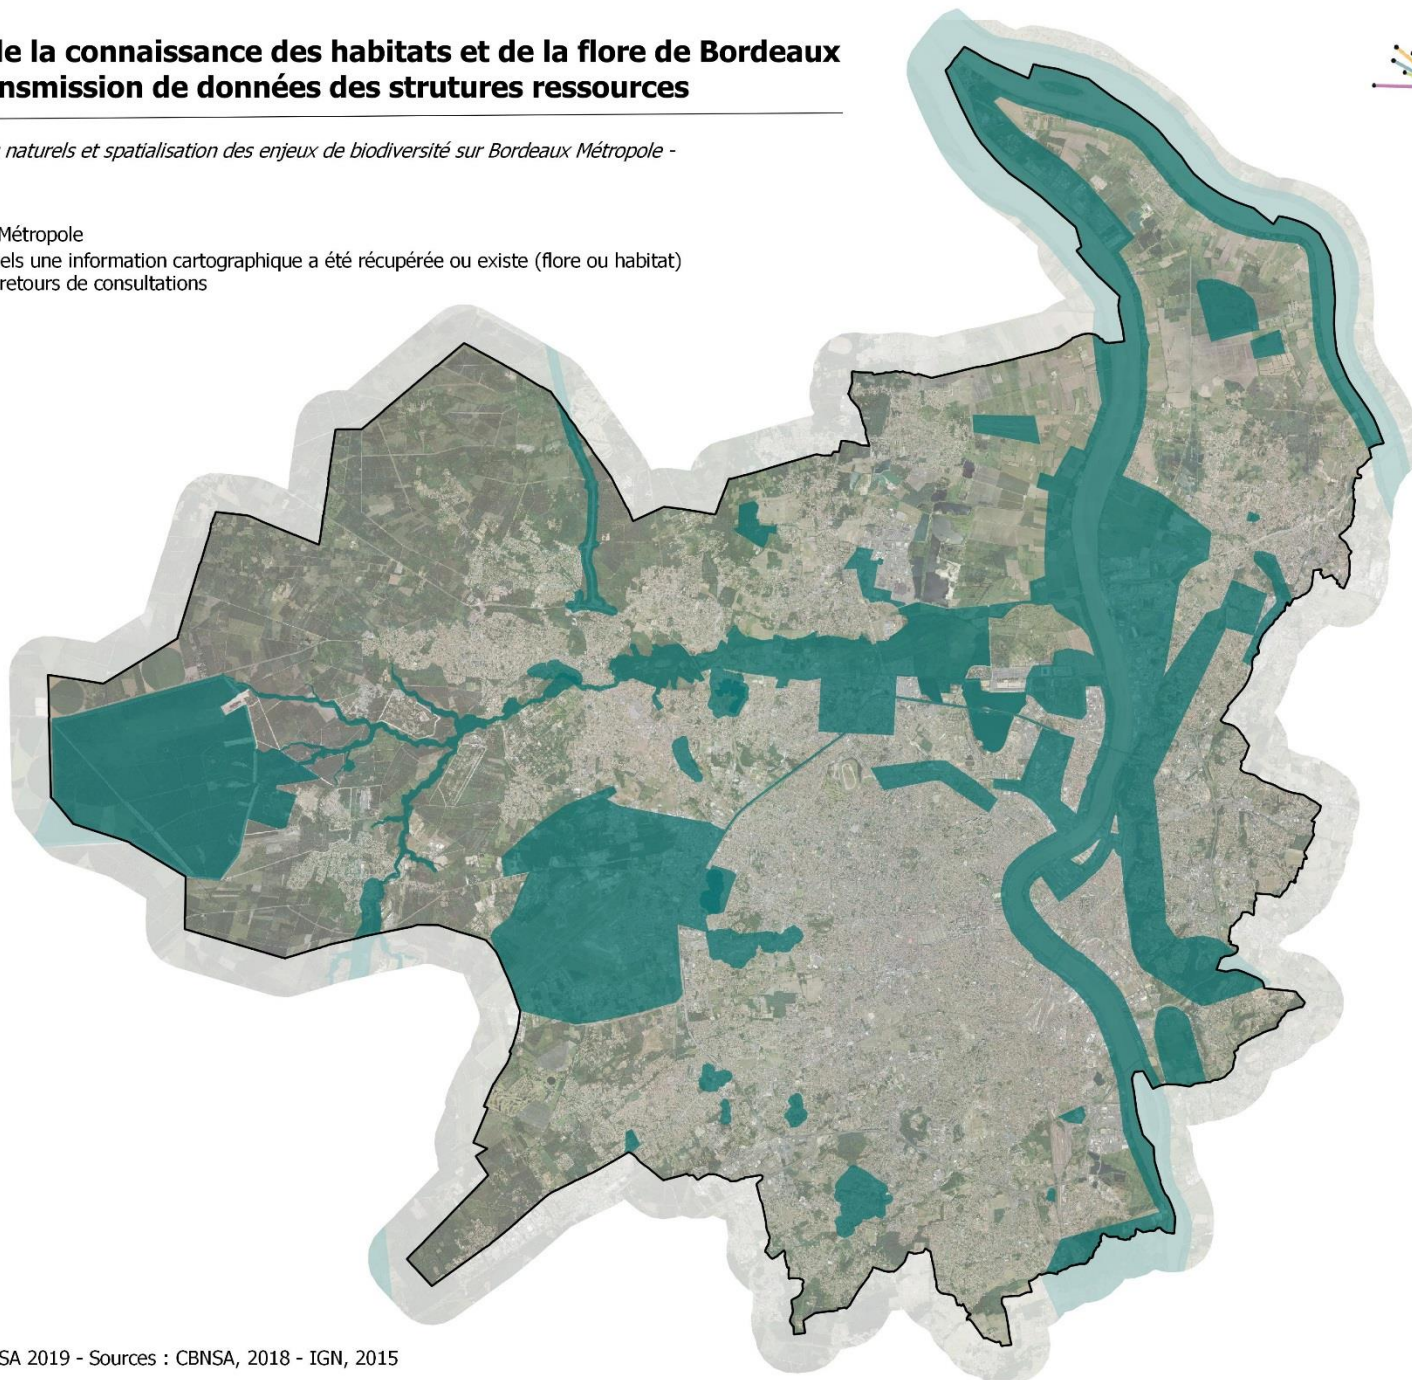 de la connaissance des habitats et de la flore de Bordeaux
nsmission de données des strutures ressources
naturels et spatialisation des enjeux de biodiversité sur Bordeaux Métropole -
Métropole
els une information cartographique a été récupérée ou existe (flore ou habitat)
retours de consultations
SA 2019 - Sources : CBNSA, 2018 - IGN, 2015